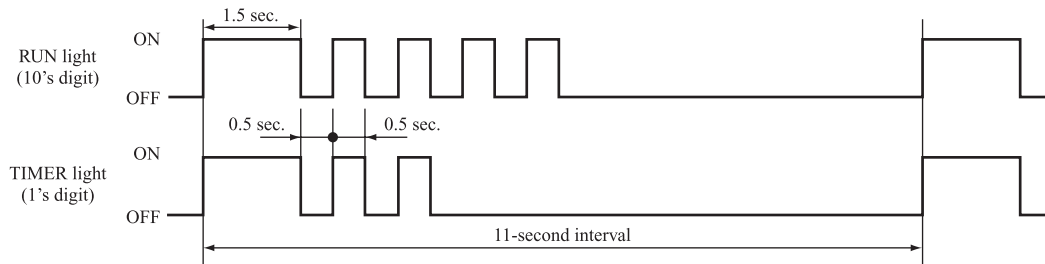 1.5 sec.
ON
RUN light
(10's digit)
OFF
0.5 sec.
0.5 sec.
ON
TIMER light
(1's digit)
OFF
11-second interval